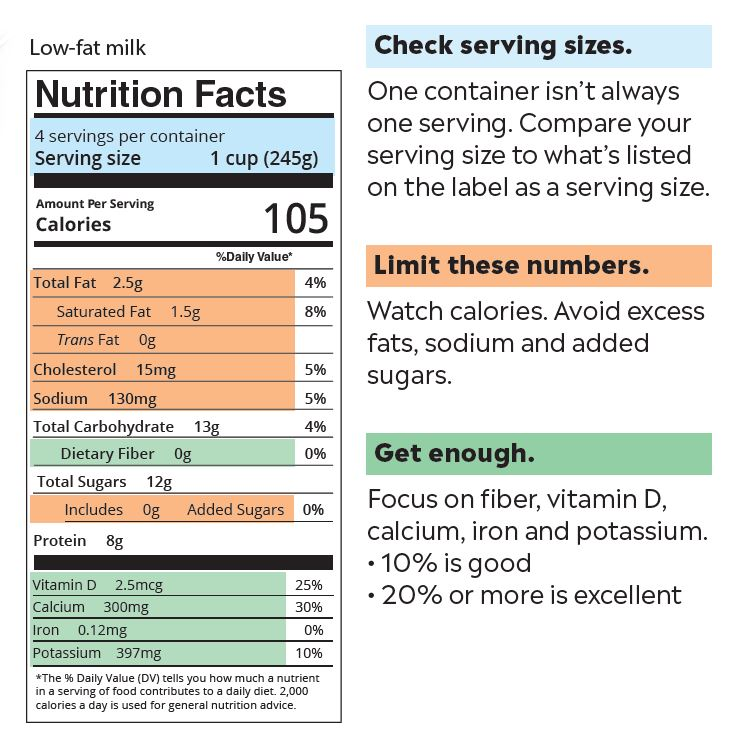 Low-fat milk
Nutrition Facts
4 servings per container
Serving size 1 cup (245g)
Amount Per Serving
Calories 105
%Daily Value*
Total Fat 2.5g 4%
Saturated Fat 1.5g 8%
Trans Fat 0g
Cholesterol 15mg 5%
Sodium 130mg 5%
Total Carbohydrate 13g 4%
Dietary Fiber 0g 0%
Total Sugars 12g
Includes 0g Added Sugars 0%
Protein 8g
Vitamin D 2.5mcg 25%
Calcium 300mg 30%
Iron 0.12mg 0%
Potassium 397mg 10%
*The % Daily Value (DV) tells you how much a nutrient
in a serving of food contributes to a daily diet. 2,000
calories a day is used for general nutrition advice.
Check serving sizes.
One container isn’t always
one serving. Compare your
serving size to what’s listed
on the label as a serving size.
Limit these numbers.
Watch calories. Avoid excess
fats, sodium and added
sugars.
Get enough.
Focus on fiber, vitamin D,
calcium, iron and potassium.
• 10% is good
• 20% or more is excellent